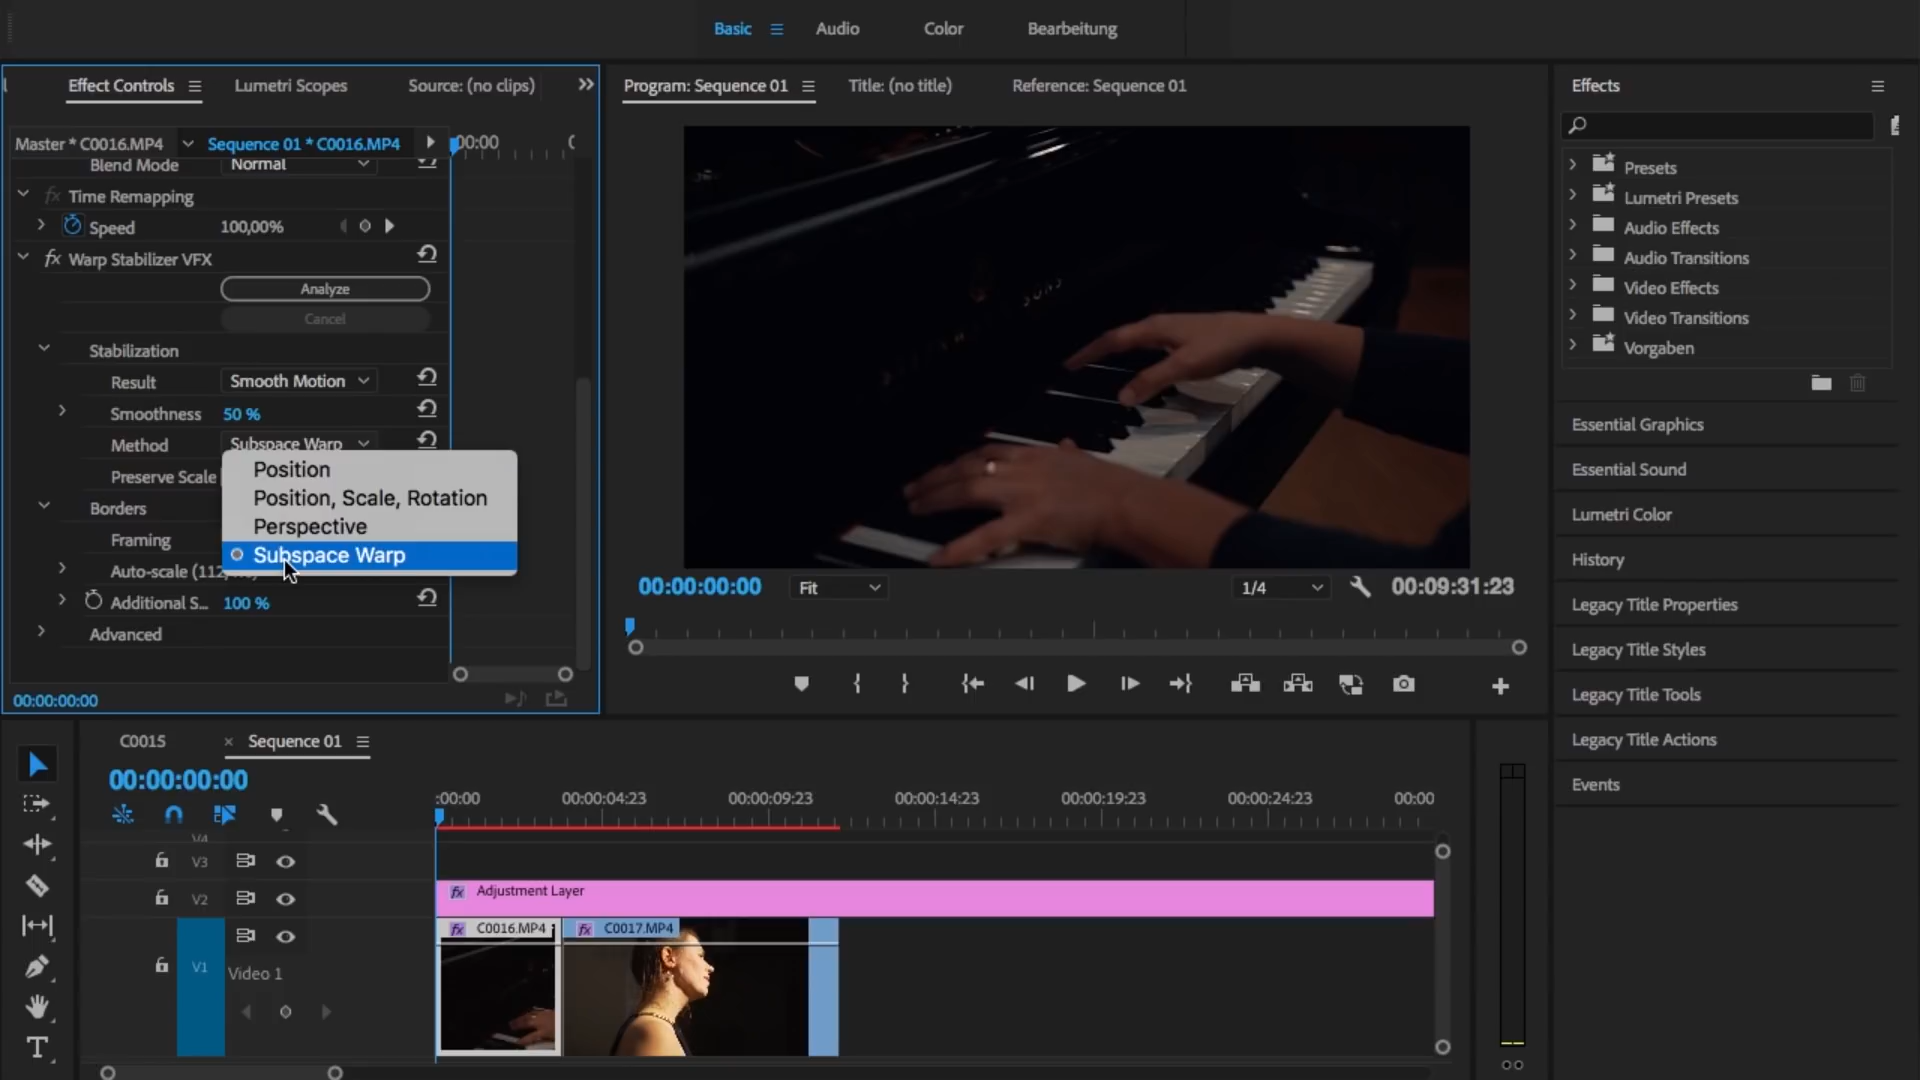 Basic
Audio
Color
Bearbeitung
Effect Controls
Lumetri Scopes
Source: (no clips)
Program: Sequence 01
Title: (no title)
Reference: Sequence 01
Effects
Master * C0016.MP4
Sequence 01 * C0016.MP4
00:00
Blend Mode
Normal
fx Time Remapping
Speed
100,00%
fx Warp Stabilizer VFX
Analyze
Cancel
Stabilization
Result
Smooth Motion
Smoothness
50 %
Method
Subspace Warp
Preserve Scale
Position
Position, Scale, Rotation
Perspective
Subspace Warp
Borders
Framing
Auto-scale (112,
Additional S...
100 %
Advanced
00:00:00:00
00:00:00:00
Fit
1/4
00:09:31:23
Presets
Lumetri Presets
Audio Effects
Audio Transitions
Video Effects
Video Transitions
Vorgaben
Essential Graphics
Essential Sound
Lumetri Color
History
Legacy Title Properties
Legacy Title Styles
Legacy Title Tools
Legacy Title Actions
Events
C0015
× Sequence 01
00:00:00:00
:00:00
00:00:04:23
00:00:09:23
00:00:14:23
00:00:19:23
00:00:24:23
00:00
V4
V3
V2
fx Adjustment Layer
fx C0016.MP4
fx C0017.MP4
V1
Video 1
T